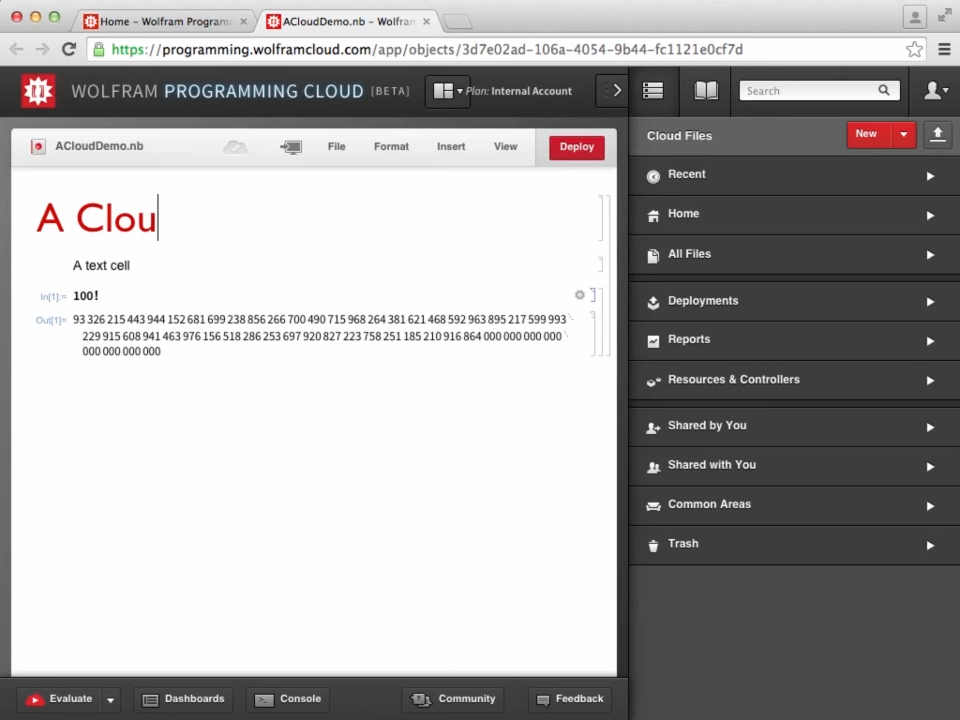 Home – Wolfram Programm
ACloudDemo.nb – Wolfram
https://programming.wolframcloud.com/app/objects/3d7e02ad-106a-4054-9b44-fc1121e0cf7d
WOLFRAM PROGRAMMING CLOUD [BETA]
Plan: Internal Account
Search
ACloudDemo.nb
File
Format
Insert
View
Deploy
Cloud Files
New
A Clou
A text cell
In[1]:= 100!
Out[1]= 93 326 215 443 944 152 681 699 238 856 266 700 490 715 968 264 381 621 468 592 963 895 217 599 993
229 915 608 941 463 976 156 518 286 253 697 920 827 223 758 251 185 210 916 864 000 000 000 000
000 000 000 000
Recent
Home
All Files
Deployments
Reports
Resources & Controllers
Shared by You
Shared with You
Common Areas
Trash
Evaluate
Dashboards
Console
Community
Feedback